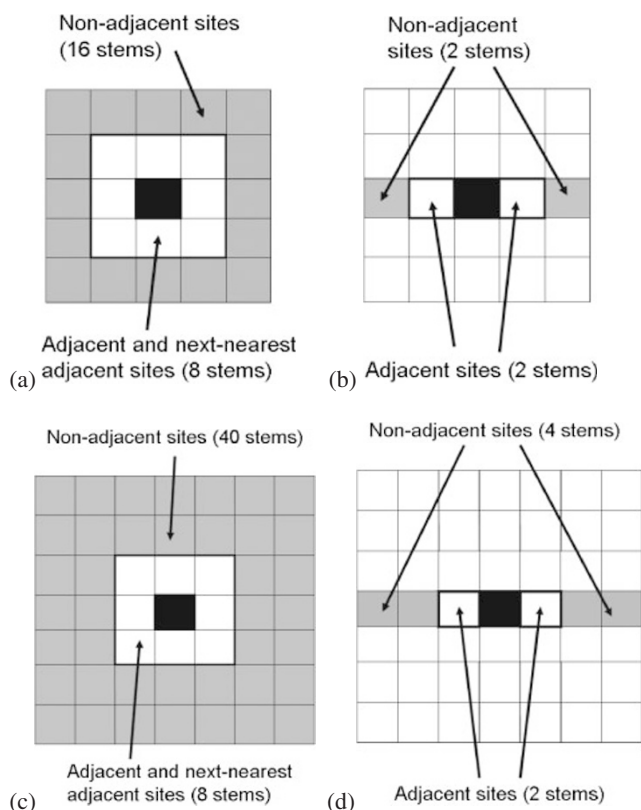 Non-adjacent sites
(16 stems)
Adjacent and next-nearest
adjacent sites (8 stems)
(a)
Non-adjacent
sites (2 stems)
Adjacent sites (2 stems)
(b)
Non-adjacent sites (40 stems)
Adjacent and next-nearest
adjacent sites (8 stems)
(c)
Non-adjacent sites (4 stems)
Adjacent sites (2 stems)
(d)